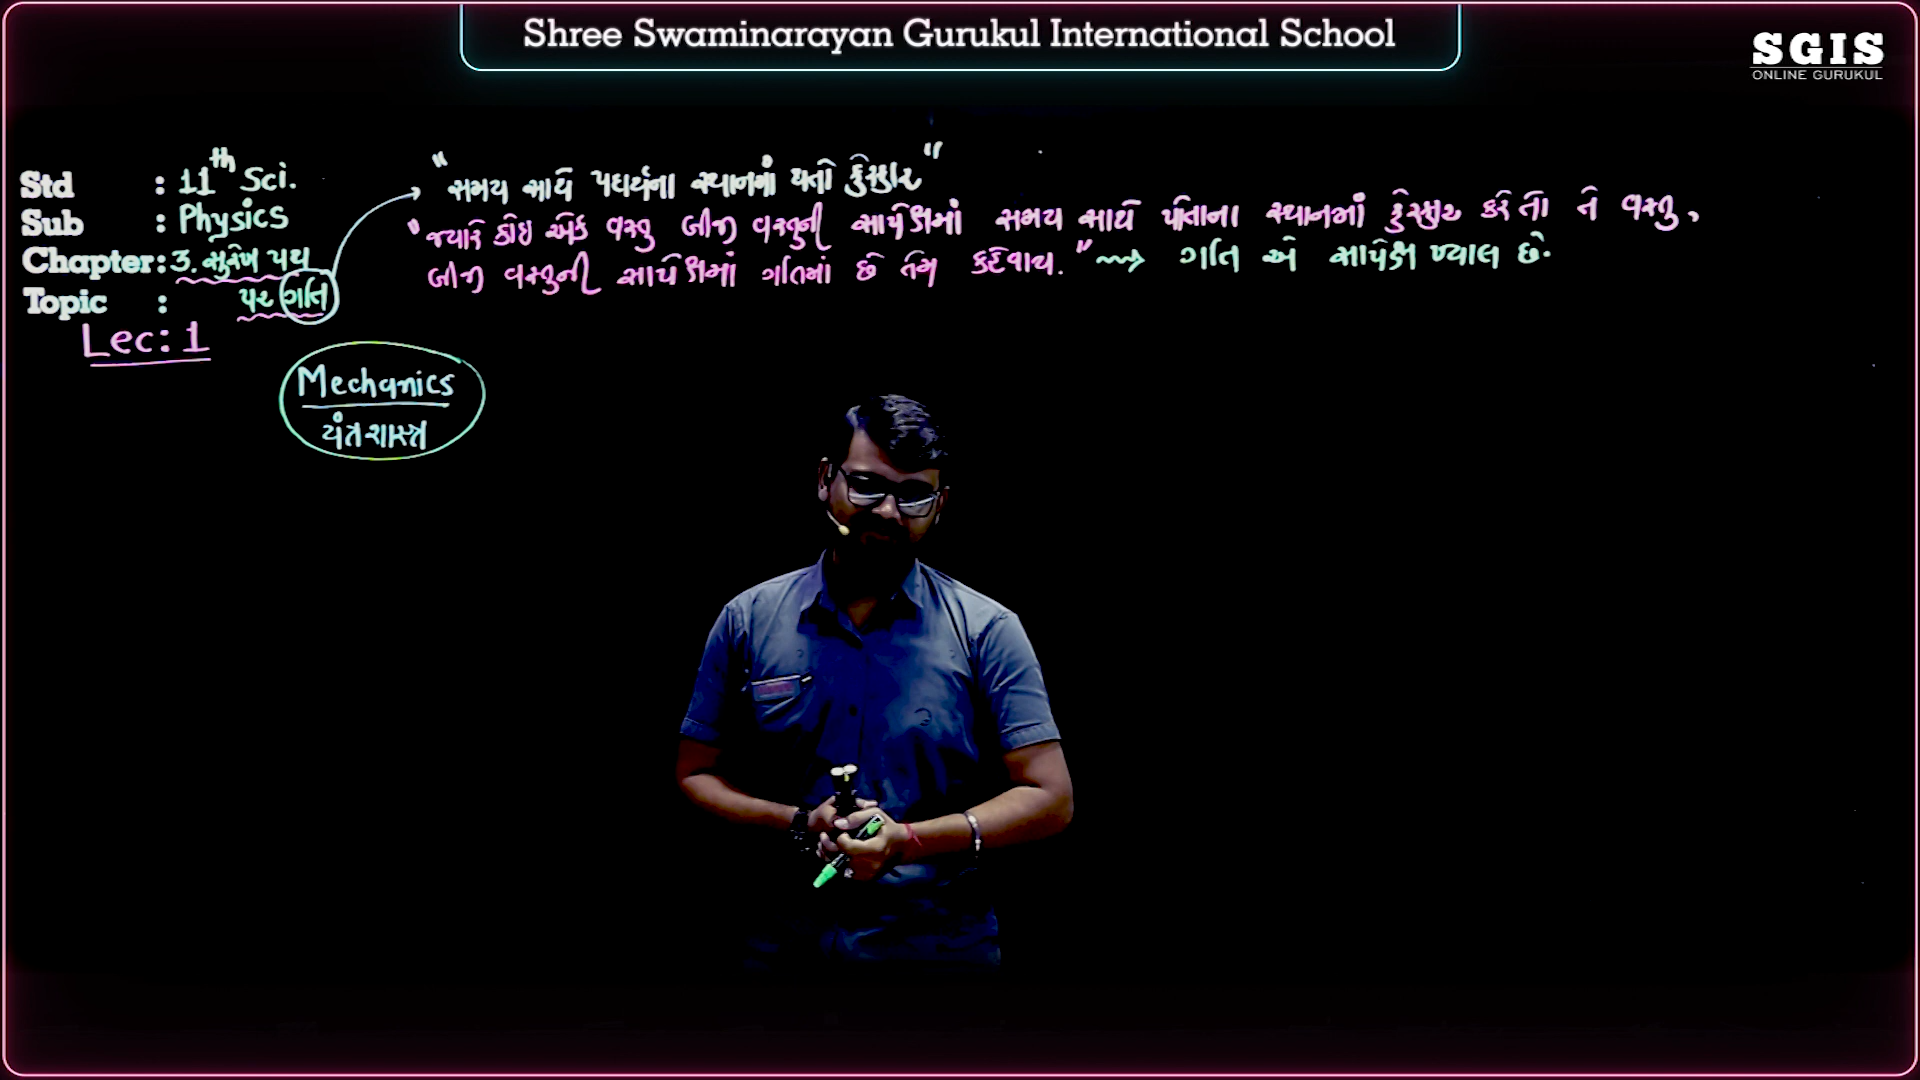 Shree Swaminarayan Gurukul International School
SGIS
ONLINE GURUKUL
Std : 11th Sci.
Sub : Physics
Chapter: 3. સુરેખ પથ
Topic : પર ગતિ
Lec: 1
"સમય સાથે પદાર્થના સ્થાનમાં થતો ફેરફાર"
"જ્યારે કોઇ એક વસ્તુ બીજી વસ્તુની સાપેક્ષમાં સમય સાથે પોતાના સ્થાનમાં ફેરફાર કરે તો તે વસ્તુ,
બીજી વસ્તુની સાપેક્ષમાં ગતિમાં છે તેમ કહેવાય." ⇝ ગતિ એ સાપેક્ષ ખ્યાલ છે.
Mechanics
યંત્રશાસ્ત્ર